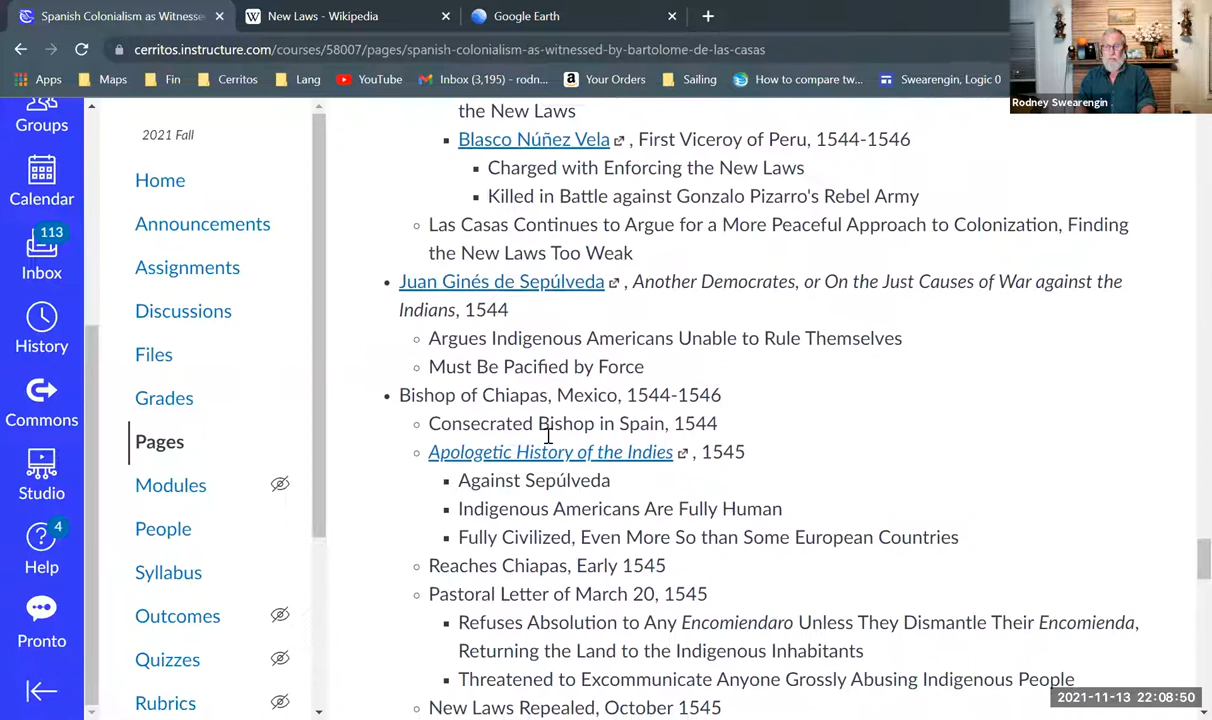 Spanish Colonialism as Witnesse
New Laws - Wikipedia
Google Earth
cerritos.instructure.com/courses/58007/pages/spanish-colonialism-as-witnessed-by-bartolome-de-las-casas
Apps
Maps
Fin
Cerritos
Lang
YouTube
Inbox (3,195) - rodn...
Your Orders
Sailing
How to compare tw...
Swearengin, Logic 0
Rodney Swearengin
Groups
Calendar
113
Inbox
History
Commons
Studio
4
Help
Pronto
2021 Fall
Home
Announcements
Assignments
Discussions
Files
Grades
Pages
Modules
People
Syllabus
Outcomes
Quizzes
Rubrics
the New Laws
Blasco Núñez Vela , First Viceroy of Peru, 1544-1546
Charged with Enforcing the New Laws
Killed in Battle against Gonzalo Pizarro's Rebel Army
Las Casas Continues to Argue for a More Peaceful Approach to Colonization, Finding
the New Laws Too Weak
Juan Ginés de Sepúlveda , Another Democrates, or On the Just Causes of War against the
Indians, 1544
Argues Indigenous Americans Unable to Rule Themselves
Must Be Pacified by Force
Bishop of Chiapas, Mexico, 1544-1546
Consecrated Bishop in Spain, 1544
Apologetic History of the Indies , 1545
Against Sepúlveda
Indigenous Americans Are Fully Human
Fully Civilized, Even More So than Some European Countries
Reaches Chiapas, Early 1545
Pastoral Letter of March 20, 1545
Refuses Absolution to Any Encomiendaro Unless They Dismantle Their Encomienda,
Returning the Land to the Indigenous Inhabitants
Threatened to Excommunicate Anyone Grossly Abusing Indigenous People
New Laws Repealed, October 1545
2021-11-13 22:08:50